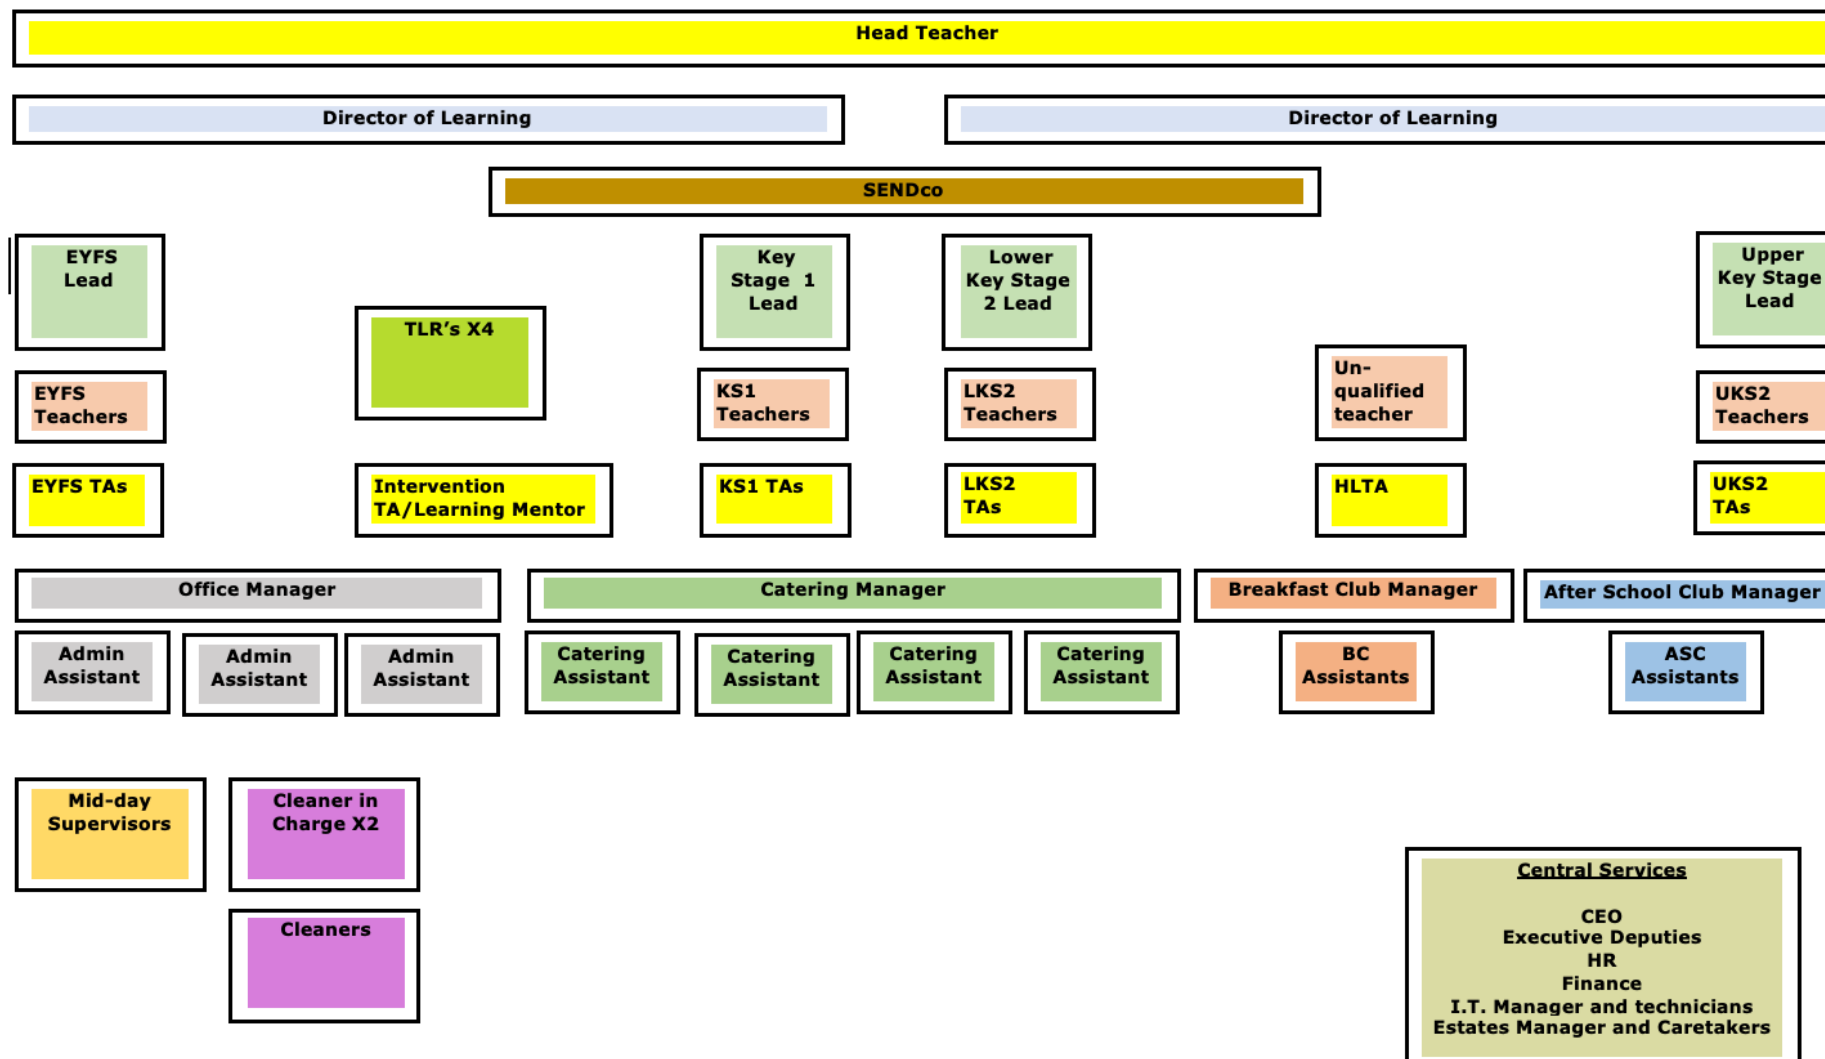 Head Teacher
Director of Learning
Director of Learning
SENDco
EYFS
Lead
Key
Stage  1
Lead
Lower
Key Stage
2 Lead
Upper
Key Stage
Lead
TLR's X4
EYFS
Teachers
KS1
Teachers
LKS2
Teachers
Un-
qualified
teacher
UKS2
Teachers
EYFS TAs
Intervention
TA/Learning Mentor
KS1 TAs
LKS2
TAs
HLTA
UKS2
TAs
Office Manager
Catering Manager
Breakfast Club Manager
After School Club Manager
Admin
Assistant
Admin
Assistant
Admin
Assistant
Catering
Assistant
Catering
Assistant
Catering
Assistant
Catering
Assistant
BC
Assistants
ASC
Assistants
Mid-day
Supervisors
Cleaner in
Charge X2
Cleaners
Central Services
CEO
Executive Deputies
HR
Finance
I.T. Manager and technicians
Estates Manager and Caretakers